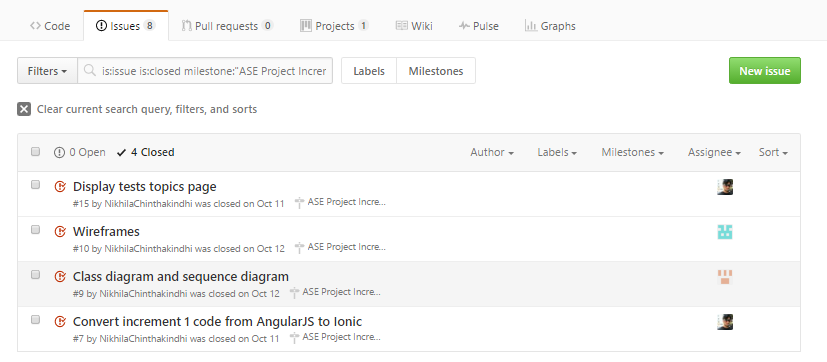 Code Issues 8 Pull requests 0 Projects 1 Wiki Pulse Graphs
Filters is:issue is:closed milestone:"ASE Project Increm Labels Milestones New issue
Clear current search query, filters, and sorts
0 Open 4 Closed Author Labels Milestones Assignee Sort
Display tests topics page
#15 by NikhilaChinthakindhi was closed on Oct 11 ASE Project Incre...
Wireframes
#10 by NikhilaChinthakindhi was closed on Oct 12 ASE Project Incre...
Class diagram and sequence diagram
#9 by NikhilaChinthakindhi was closed on Oct 12 ASE Project Incre...
Convert increment 1 code from AngularJS to Ionic
#7 by NikhilaChinthakindhi was closed on Oct 11 ASE Project Incre...